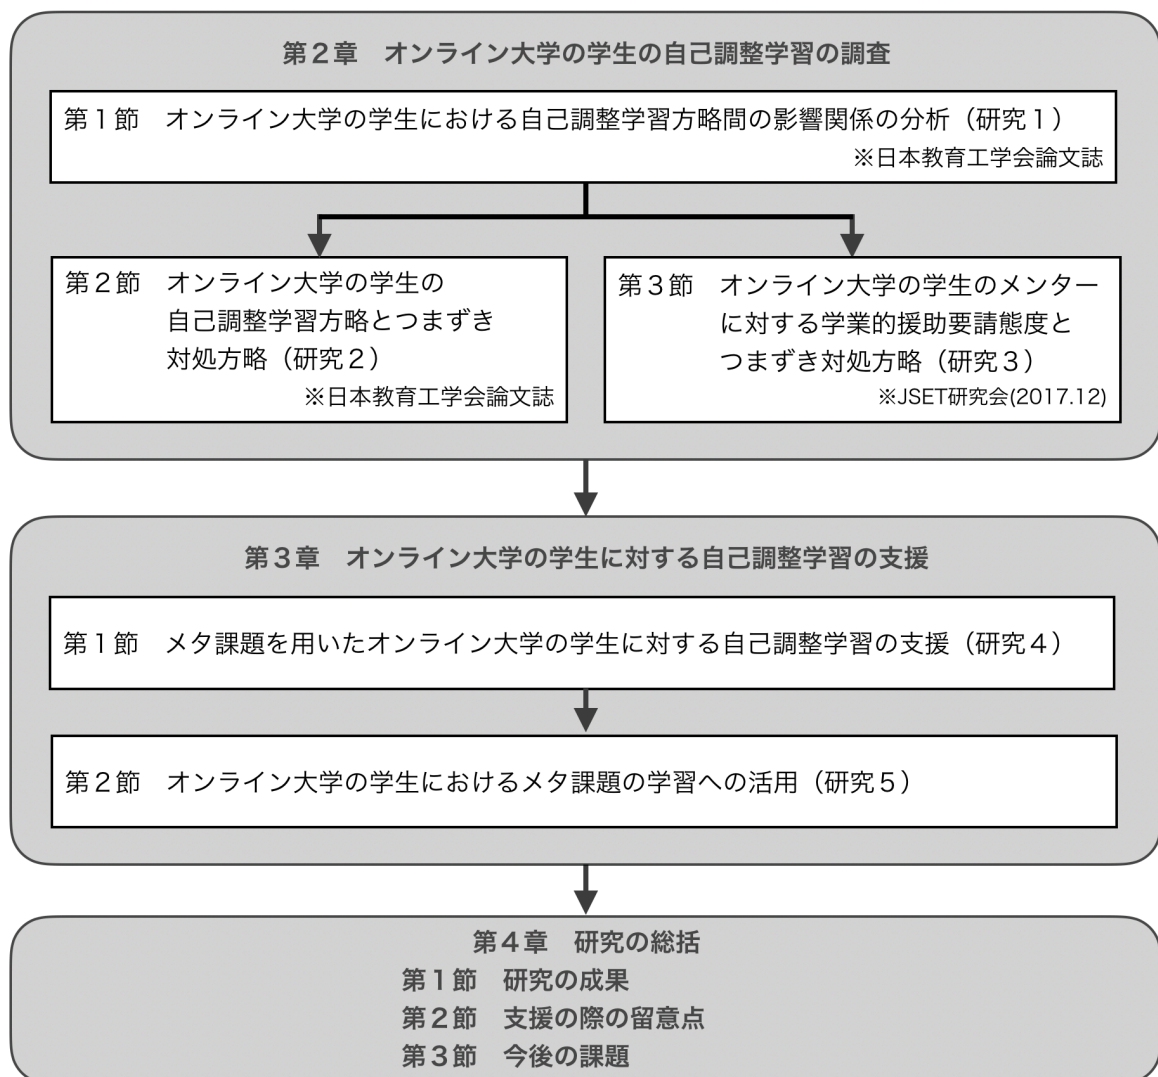 第２章　オンライン大学の学生の自己調整学習の調査
第１節　オンライン大学の学生における自己調整学習方略間の影響関係の分析（研究１）
※日本教育工学会論文誌
第２節　オンライン大学の学生の
自己調整学習方略とつまずき
対処方略（研究２）
※日本教育工学会論文誌
第３節　オンライン大学の学生のメンター
に対する学業的援助要請態度と
つまずき対処方略（研究３）
※JSET研究会(2017.12)
第３章　オンライン大学の学生に対する自己調整学習の支援
第１節　メタ課題を用いたオンライン大学の学生に対する自己調整学習の支援（研究４）
第２節　オンライン大学の学生におけるメタ課題の学習への活用（研究５）
第４章　研究の総括
第１節　研究の成果
第２節　支援の際の留意点
第３節　今後の課題